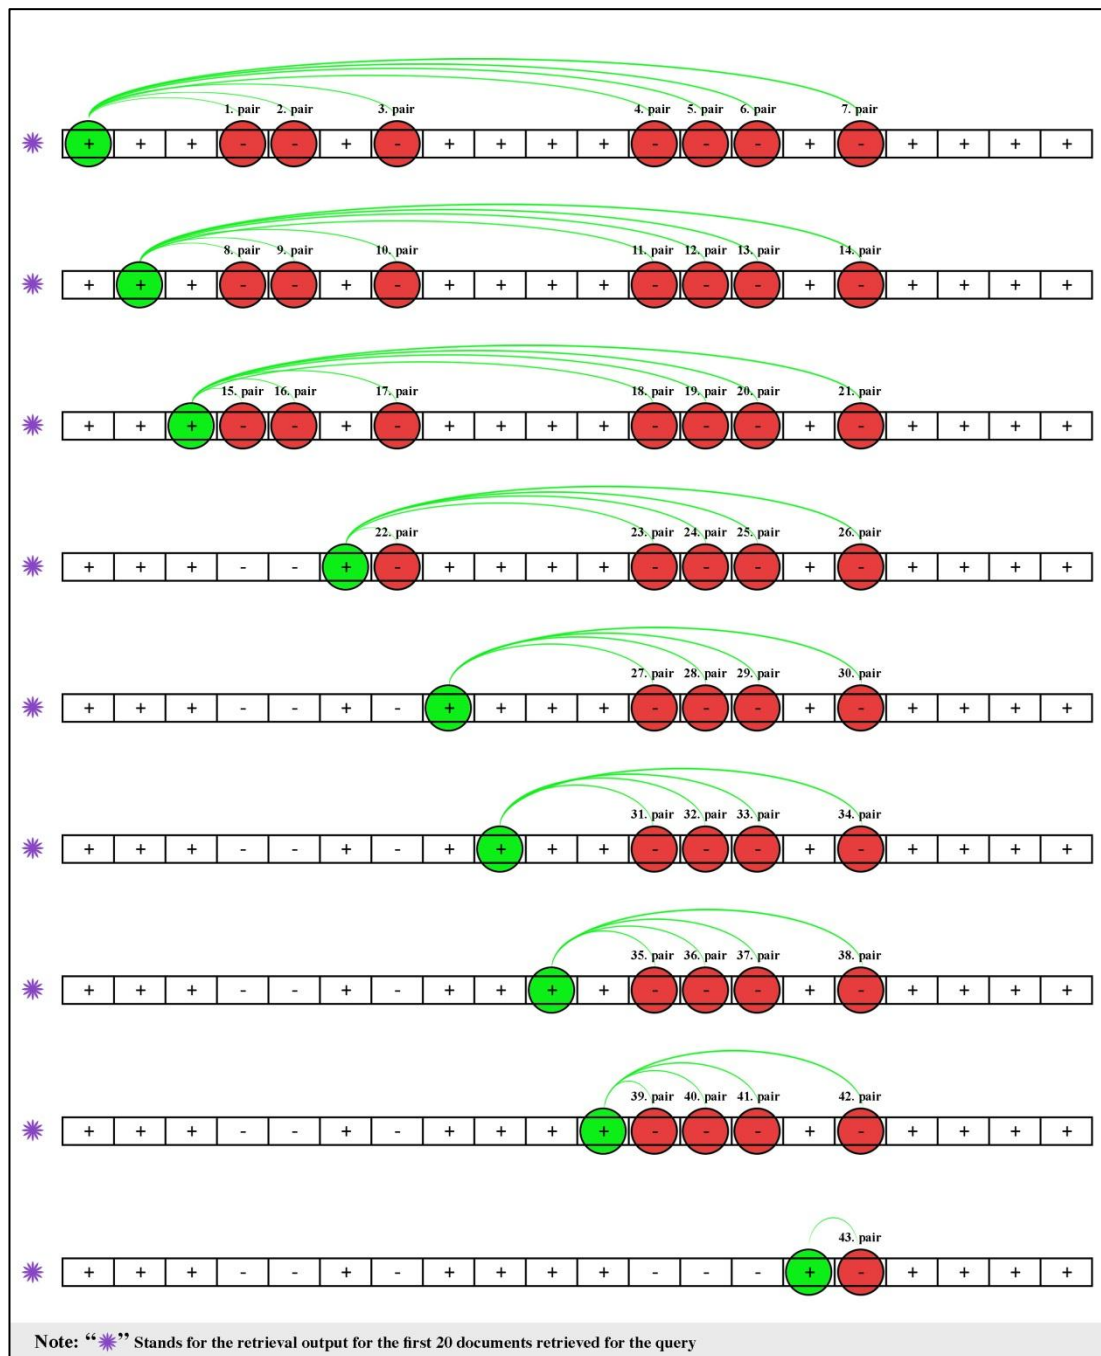 1. pair 2. pair 3. pair 4. pair 5. pair 6. pair 7. pair
+ + + - - + - + + + + - - - + - + + + +
8. pair 9. pair 10. pair 11. pair 12. pair 13. pair 14. pair
+ + + - - + - + + + + - - - + - + + + +
15. pair 16. pair 17. pair 18. pair 19. pair 20. pair 21. pair
+ + + - - + - + + + + - - - + - + + + +
22. pair 23. pair 24. pair 25. pair 26. pair
+ + + - - + - + + + + - - - + - + + + +
27. pair 28. pair 29. pair 30. pair
+ + + - - + - + + + + - - - + - + + + +
31. pair 32. pair 33. pair 34. pair
+ + + - - + - + + + + - - - + - + + + +
35. pair 36. pair 37. pair 38. pair
+ + + - - + - + + + + - - - + - + + + +
39. pair 40. pair 41. pair 42. pair
+ + + - - + - + + + + - - - + - + + + +
43. pair
+ + + - - + - + + + + - - - + - + + + +
Note: “✷” Stands for the retrieval output for the first 20 documents retrieved for the query